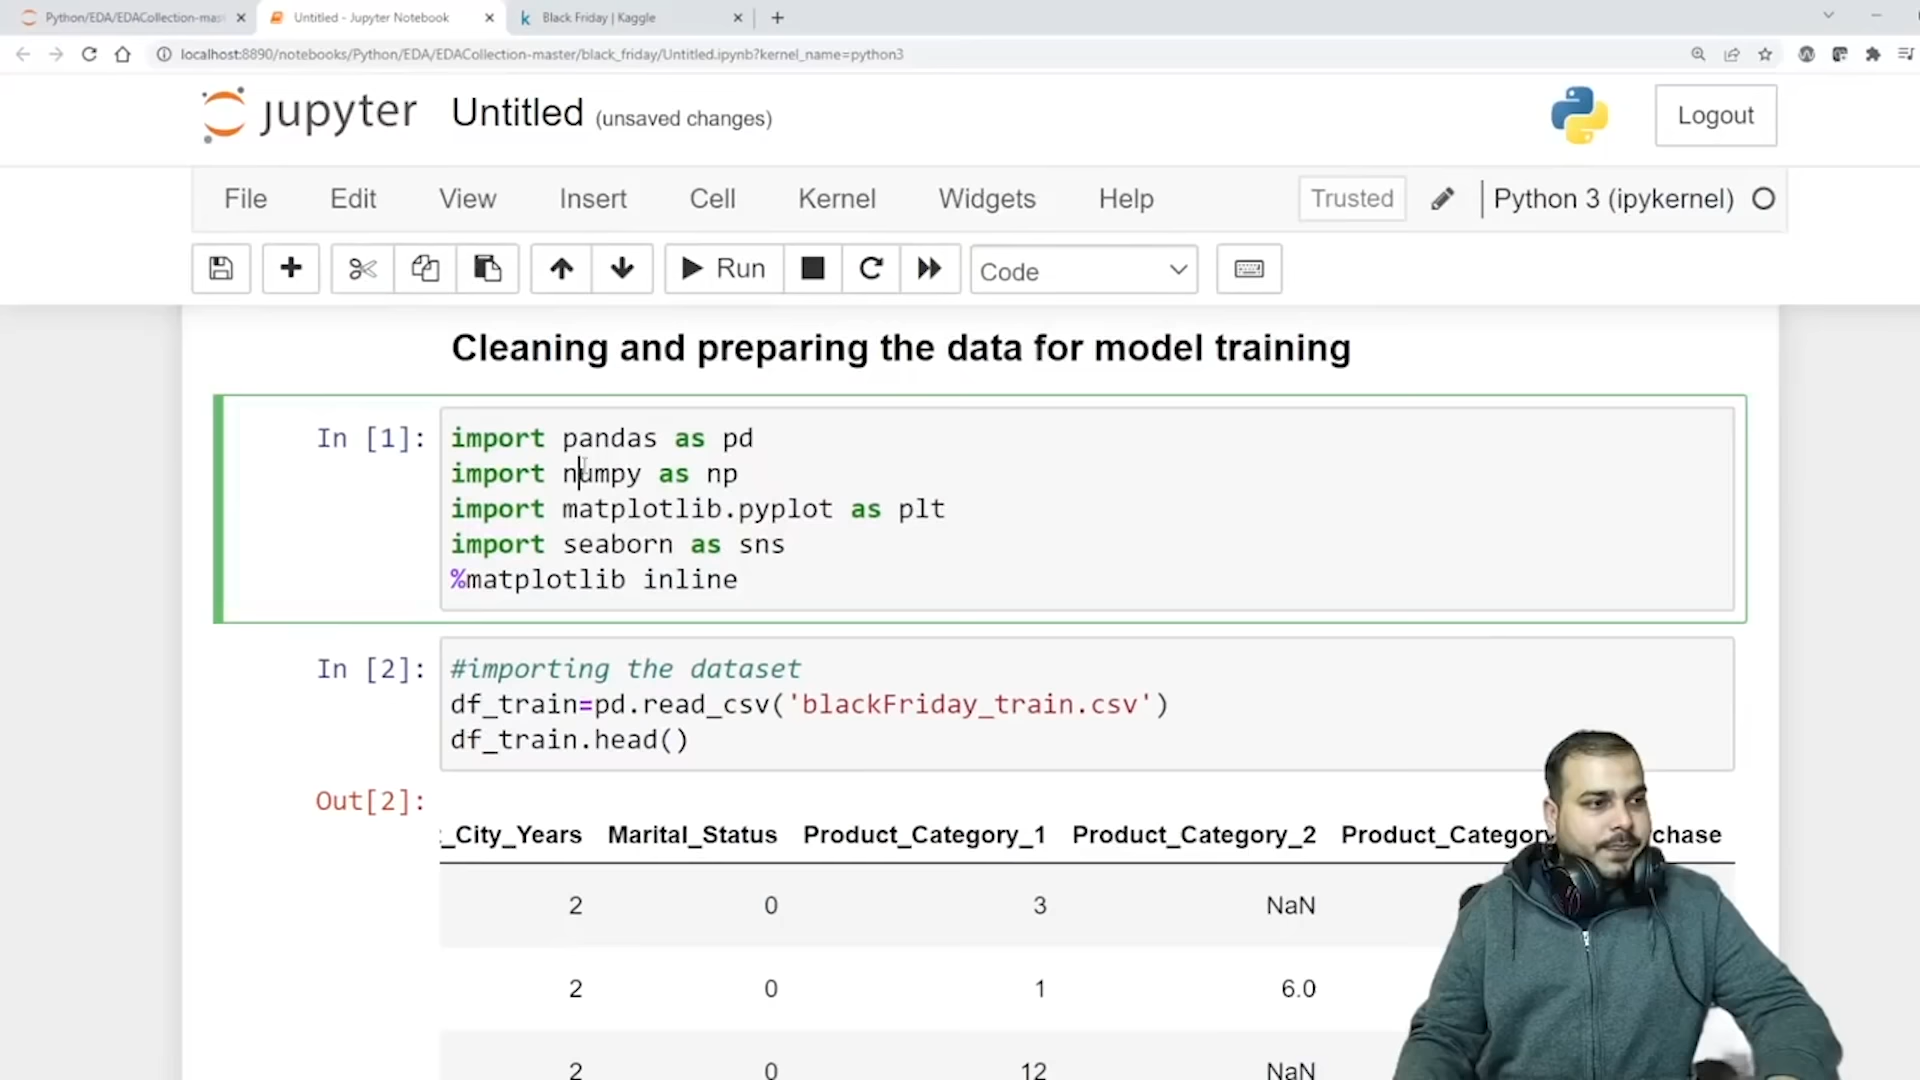 Python/EDA/EDACollection-mas
Untitled - Jupyter Notebook
Black Friday | Kaggle
localhost:8890/notebooks/Python/EDA/EDACollection-master/black_friday/Untitled.ipynb?kernel_name=python3
jupyter Untitled (unsaved changes)
Logout
File Edit View Insert Cell Kernel Widgets Help Trusted Python 3 (ipykernel)
Run Code
Cleaning and preparing the data for model training
In [1]: import pandas as pd
import numpy as np
import matplotlib.pyplot as plt
import seaborn as sns
%matplotlib inline
In [2]: #importing the dataset
df_train=pd.read_csv('blackFriday_train.csv')
df_train.head()
Out[2]:
_City_Years Marital_Status Product_Category_1 Product_Category_2 Product_Category chase
2 0 3 NaN
2 0 1 6.0
2 0 12 NaN